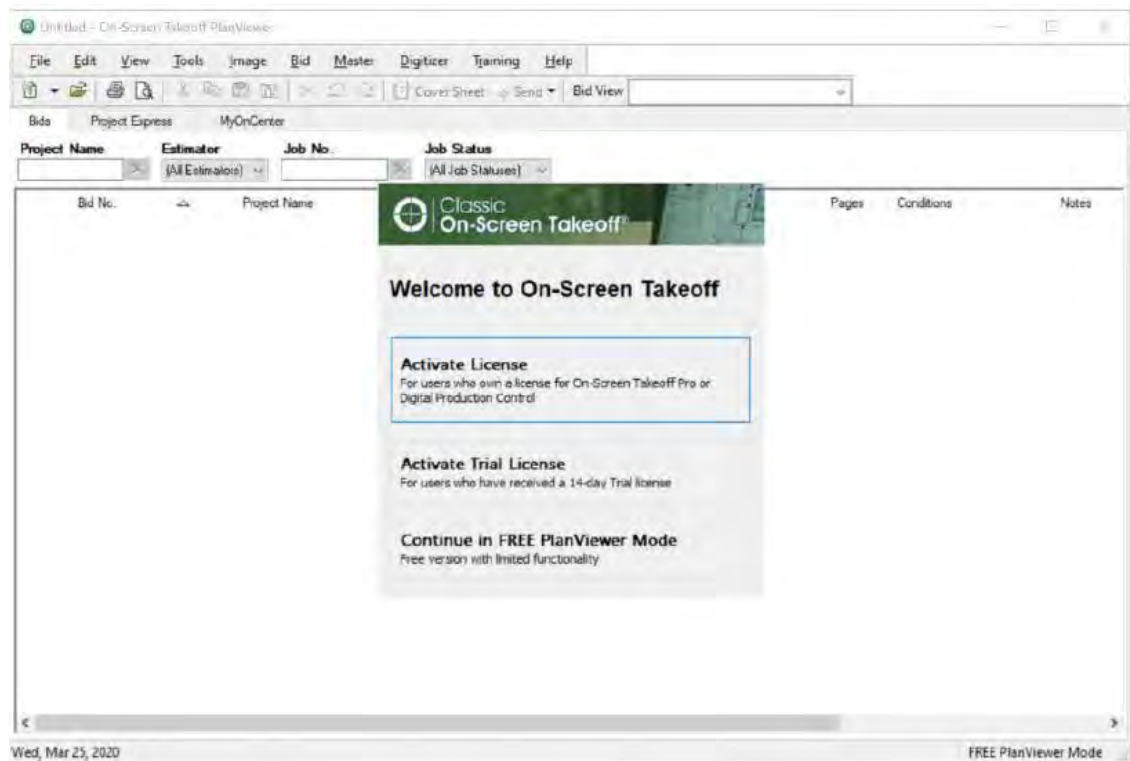 Untitled - On-Screen Takeoff PlanViewer
File Edit View Tools Image Bid Master Digitizer Training Help
Cover Sheet Send Bid View
Bids Project Express MyOnCenter
Project Name Estimator Job No. Job Status
(All Estimators) (All Job Statuses)
Bid No. Project Name Pages Conditions Notes
Classic
On-Screen Takeoff®
Welcome to On-Screen Takeoff
Activate License
For users who own a license for On-Screen Takeoff Pro or
Digital Production Control
Activate Trial License
For users who have received a 14-day Trial license
Continue in FREE PlanViewer Mode
Free version with limited functionality
Wed, Mar 25, 2020 FREE PlanViewer Mode